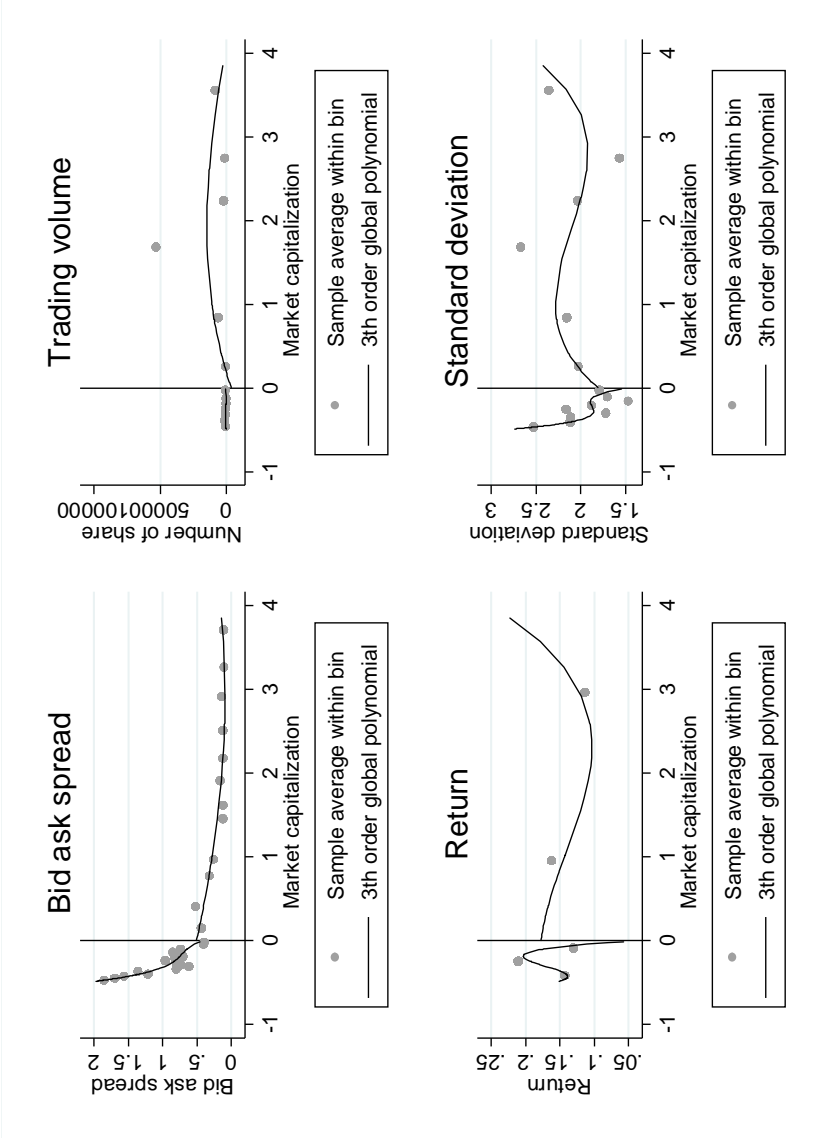 Bid ask spread
Bid ask spread
0 .5 1 1.5 2
-1 0 1 2 3 4
Market capitalization
Sample average within bin
3th order global polynomial
Trading volume
Number of share
0 500000 1000000
-1 0 1 2 3 4
Market capitalization
Sample average within bin
3th order global polynomial
Return
Return
.05 .1 .15 .2 .25
-1 0 1 2 3 4
Market capitalization
Sample average within bin
3th order global polynomial
Standard deviation
Standard deviation
1.5 2 2.5 3
-1 0 1 2 3 4
Market capitalization
Sample average within bin
3th order global polynomial